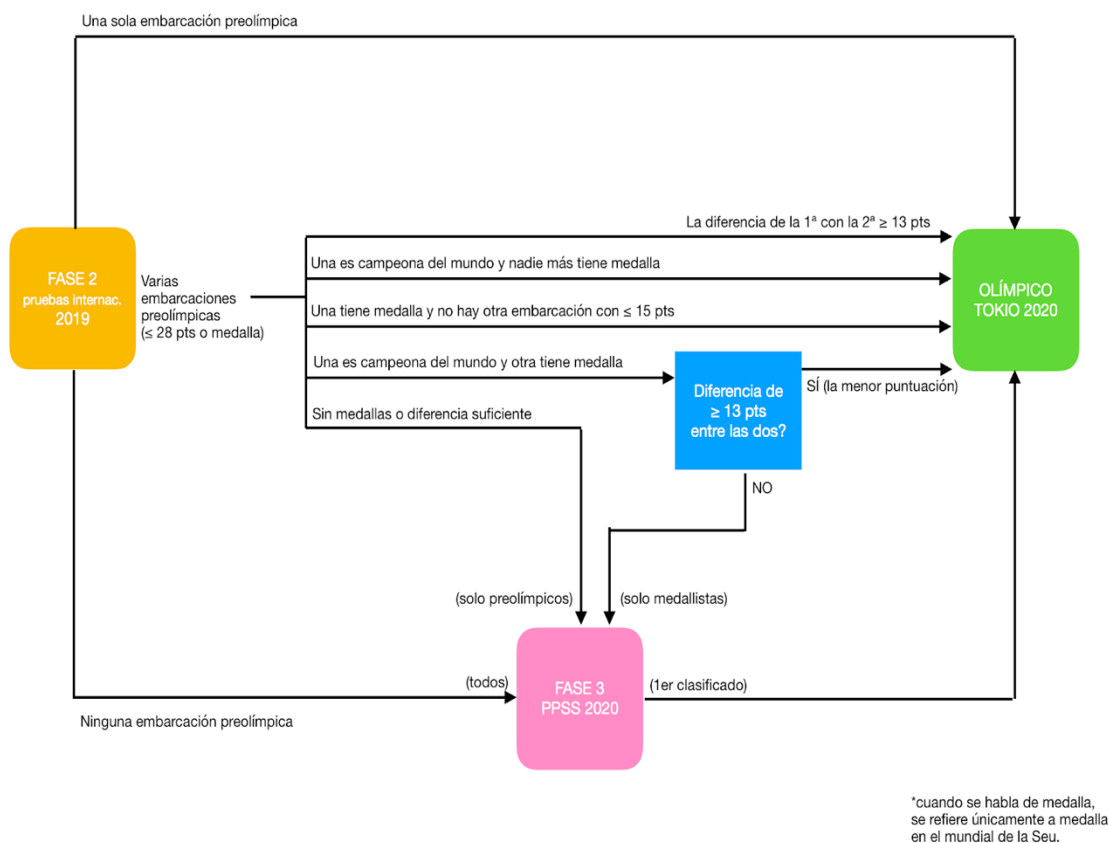 Una sola embarcación preolímpica
La diferencia de la 1ª con la 2ª ≥ 13 pts
FASE 2
pruebas internac.
2019
Varias
embarcaciones
preolímpicas
(≤ 28 pts o medalla)
Una es campeona del mundo y nadie más tiene medalla
Una tiene medalla y no hay otra embarcación con ≤ 15 pts
Una es campeona del mundo y otra tiene medalla
Sin medallas o diferencia suficiente
OLÍMPICO
TOKIO 2020
Diferencia de
≥ 13 pts
entre las dos?
SÍ (la menor puntuación)
NO
(solo preolímpicos)
(solo medallistas)
(todos)
FASE 3
PPSS 2020
(1er clasificado)
Ninguna embarcación preolímpica
*cuando se habla de medalla,
se refiere únicamente a medalla
en el mundial de la Seu.